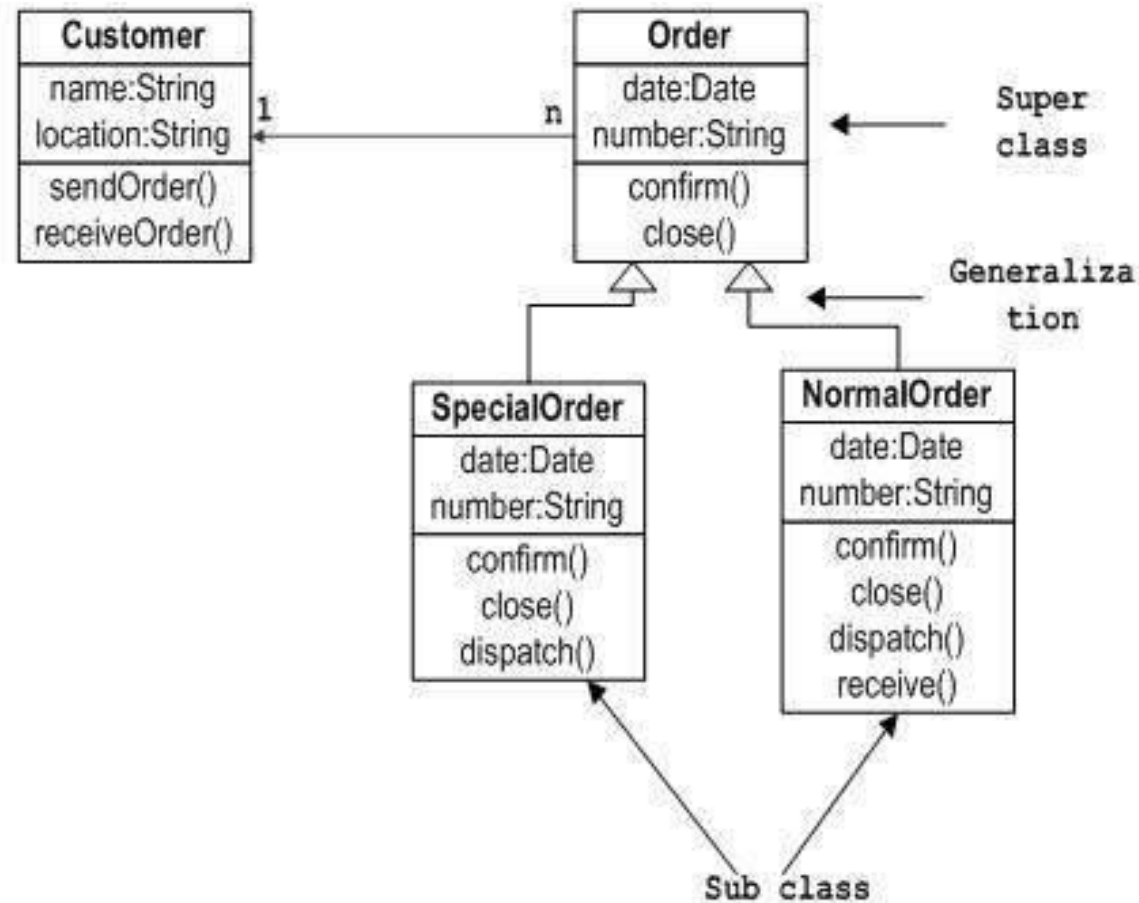 Customer
name:String
location:String
sendOrder()
receiveOrder()
1
n
Order
date:Date
number:String
confirm()
close()
Super
class
Generaliza
tion
SpecialOrder
date:Date
number:String
confirm()
close()
dispatch()
NormalOrder
date:Date
number:String
confirm()
close()
dispatch()
receive()
Sub class